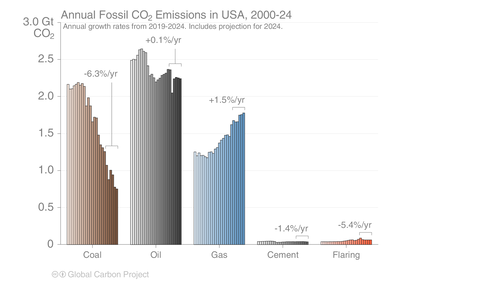 Annual Fossil CO₂ Emissions in USA, 2000-24
Annual growth rates from 2019-2024. Includes projection for 2024.
3.0 Gt
CO₂
2.5
2.0
1.5
1.0
0.5
0
-6.3%/yr
+0.1%/yr
+1.5%/yr
-1.4%/yr
-5.4%/yr
Coal
Oil
Gas
Cement
Flaring
Global Carbon Project